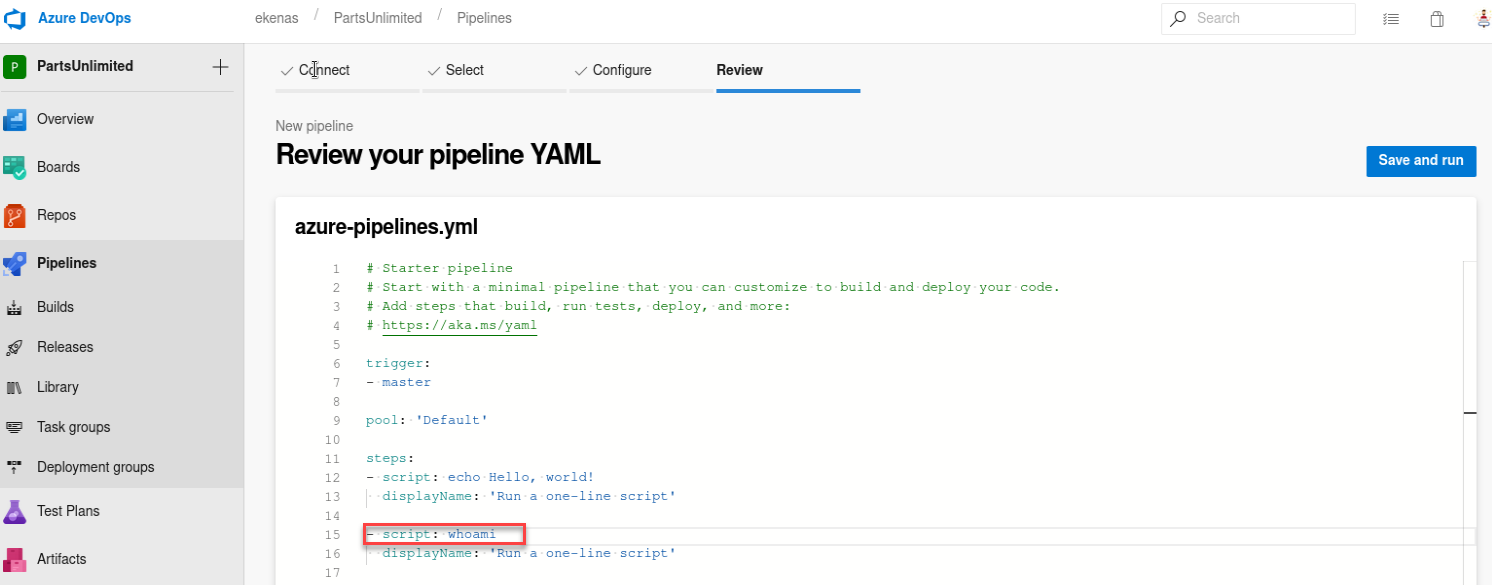 Azure DevOps
ekenas / PartsUnlimited / Pipelines
Search
P PartsUnlimited
Overview
Boards
Repos
Pipelines
Builds
Releases
Library
Task groups
Deployment groups
Test Plans
Artifacts
Connect
Select
Configure
Review
New pipeline
Review your pipeline YAML
Save and run
azure-pipelines.yml
1 # Starter pipeline
2 # Start with a minimal pipeline that you can customize to build and deploy your code.
3 # Add steps that build, run tests, deploy, and more:
4 # https://aka.ms/yaml
5
6 trigger:
7 - master
8
9 pool: 'Default'
10
11 steps:
12 - script: echo Hello, world!
13   displayName: 'Run a one-line script'
14
15 - script: whoami
16   displayName: 'Run a one-line script'
17